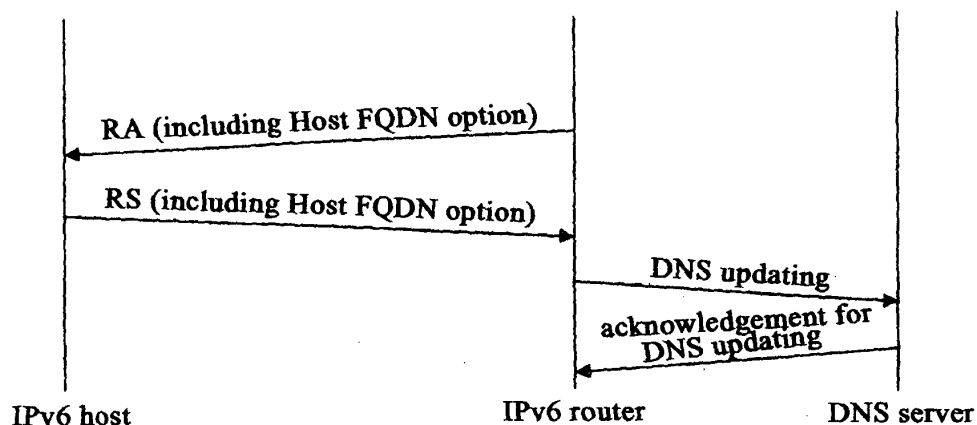 RA (including Host FQDN option)
RS (including Host FQDN option)
DNS updating
acknowledgement for
DNS updating
IPv6 host
IPv6 router
DNS server